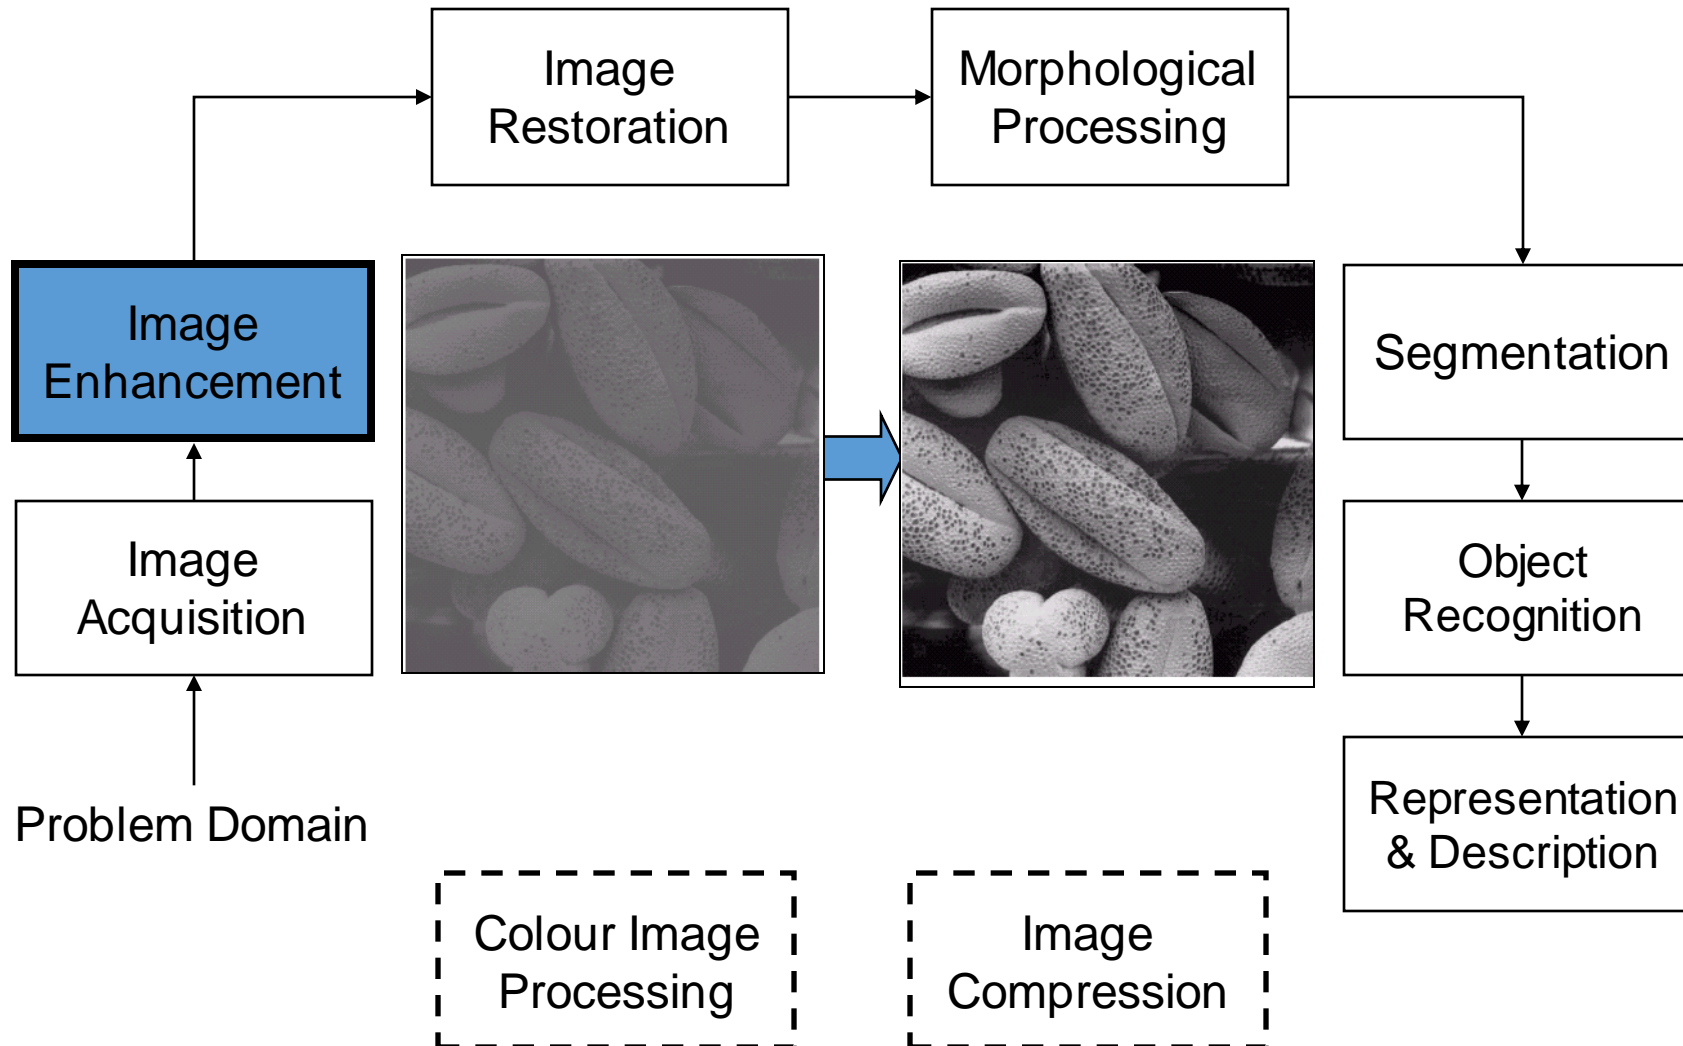 Image
Restoration
Morphological
Processing
Image
Enhancement
Segmentation
Image
Acquisition
Object
Recognition
Problem Domain
Representation
& Description
Colour Image
Processing
Image
Compression